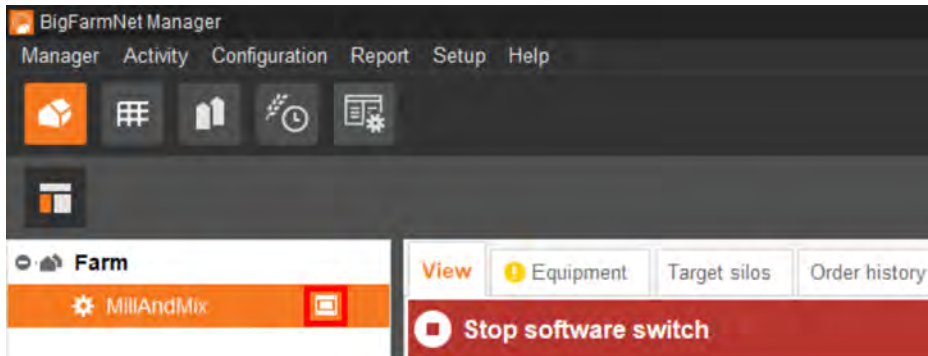 BigFarmNet Manager
Manager Activity Configuration Report Setup Help
Farm
MillAndMix
View Equipment Target silos Order history
Stop software switch